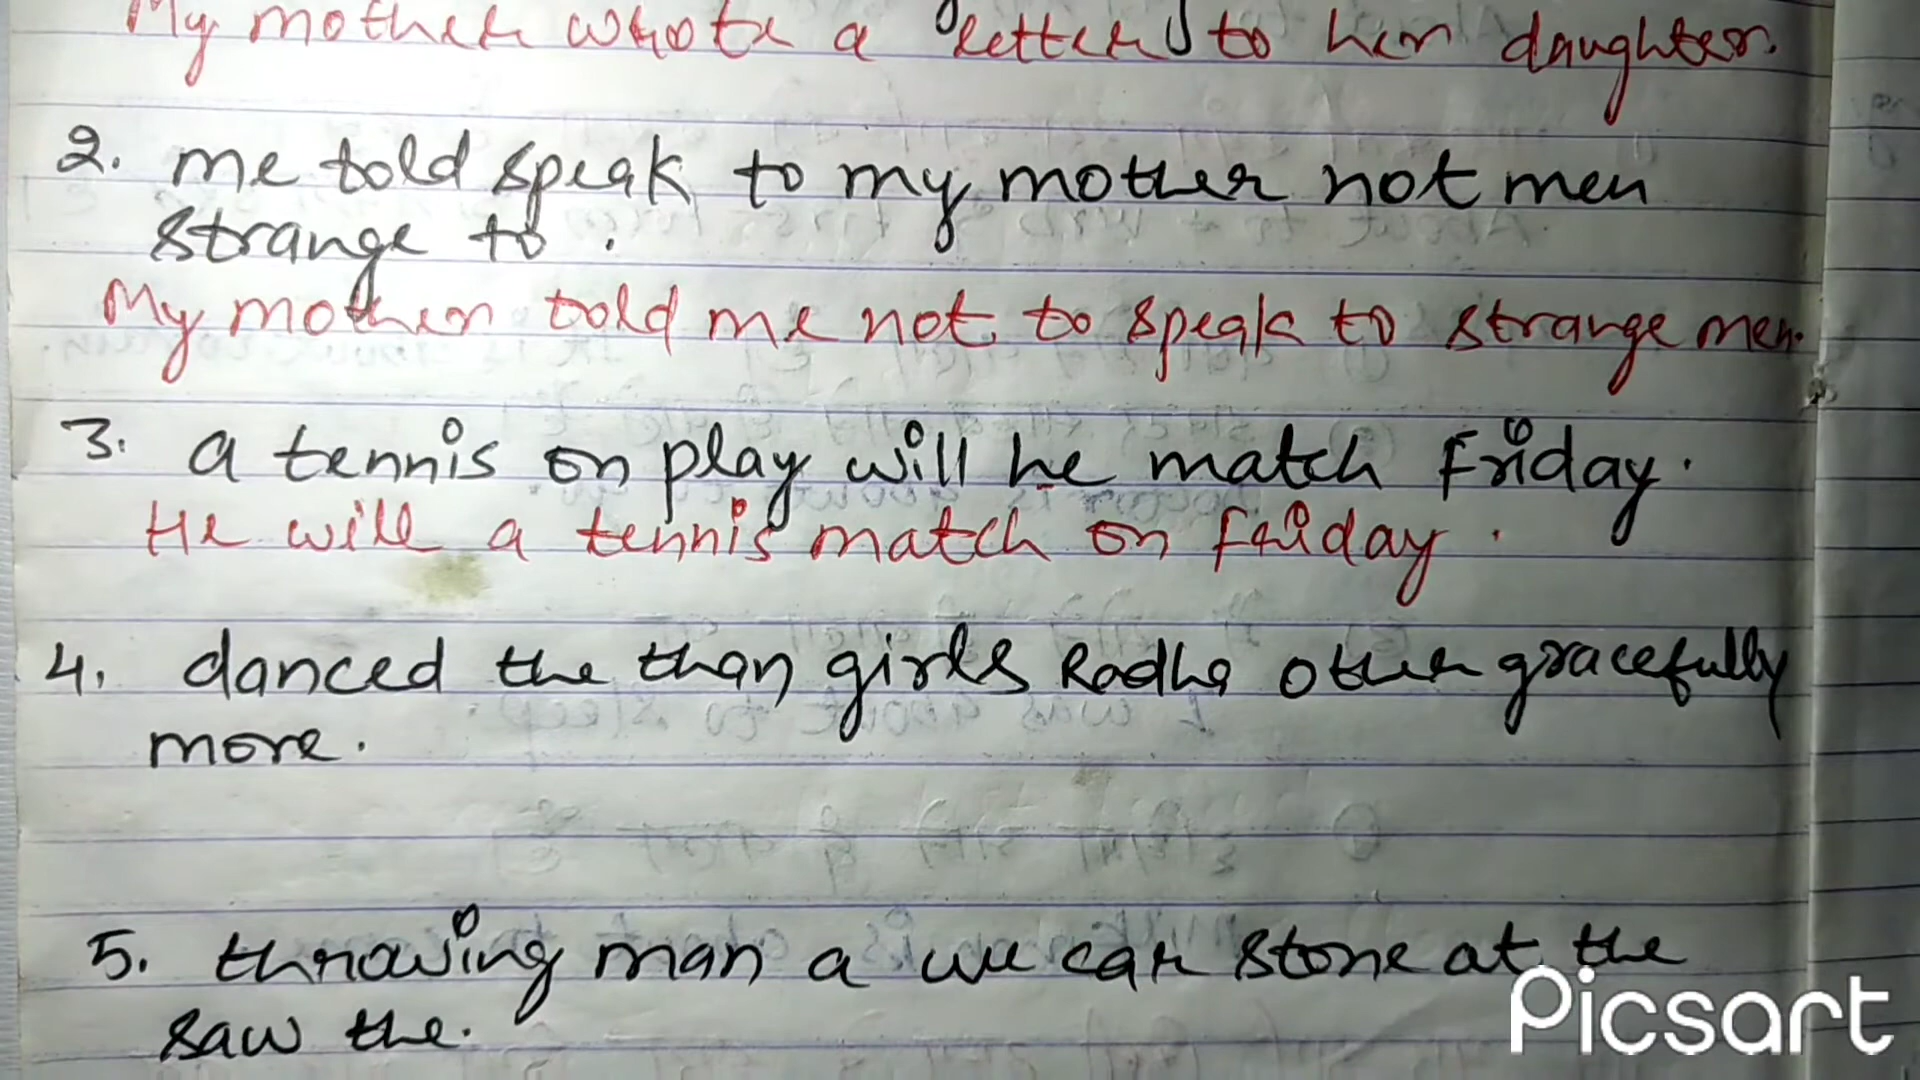 My mother wrote a letter to her daughter.
2. me told speak to my mother not men
strange to.
My mother told me not to speak to strange men.
3. a tennis on play will he match Friday.
He will a tennis match on Friday.
4. danced the than girls Radha other gracefully
more.
5. throwing man a we car stone at the
saw the.
Picsart